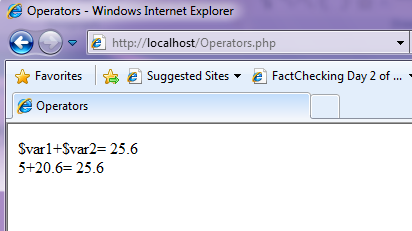 Operators - Windows Internet Explorer
http://localhost/Operators.php
Favorites Suggested Sites FactChecking Day 2 of ...
Operators
$var1+$var2= 25.6
5+20.6= 25.6